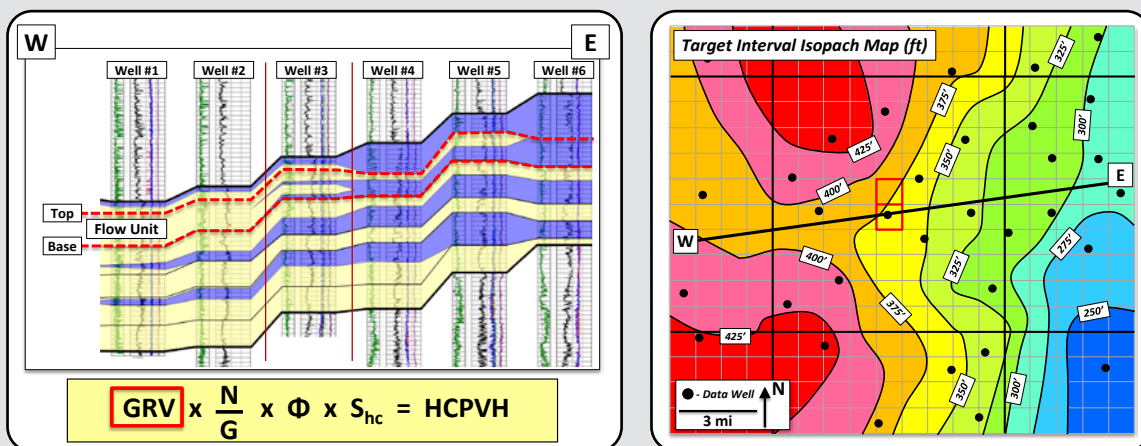 W
E
Well #1
Well #2
Well #3
Well #4
Well #5
Well #6
Top
Flow Unit
Base
GRV x N/G x Φ x Shc = HCPVH
Target Interval Isopach Map (ft)
325'
375'
300'
350'
425'
E
400'
W
275'
400'
325'
375'
250'
425'
350'
300'
- Data Well
N
3 mi